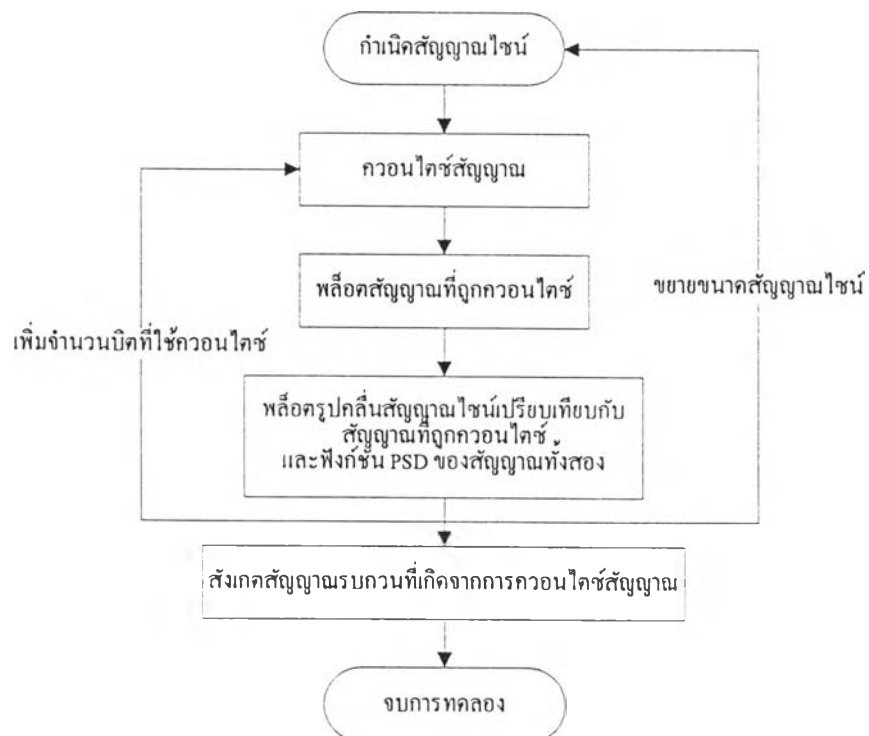 กำเนิดสัญญาณไซน์
ควอนไตซ์สัญญาณ
พล็อตสัญญาณที่ถูกควอนไตซ์
ขยายขนาดสัญญาณไซน์
เพิ่มจำนวนบิตที่ใช้ควอนไตซ์
พล็อตรูปคลื่นสัญญาณไซน์เปรียบเทียบกับ
สัญญาณที่ถูกควอนไตซ์
และฟังก์ชัน PSD ของสัญญาณทั้งสอง
สังเกตสัญญาณรบกวนที่เกิดจากการควอนไตซ์สัญญาณ
จบการทดลอง